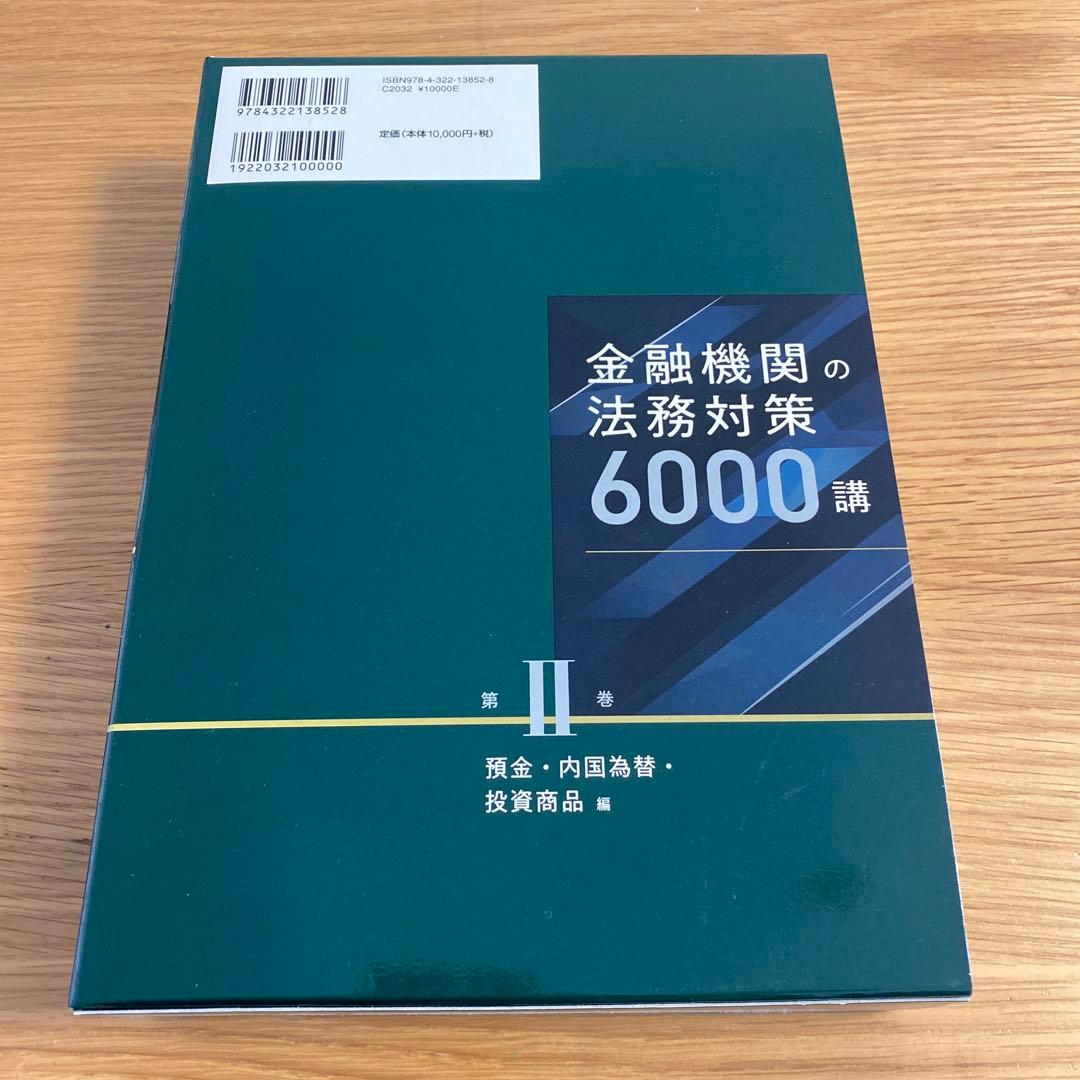 ISBN978-4-322-13852-8
C2032 ¥10000E
9784322138528
定価(本体10,000円+税)
1922032100000
金融機関の
法務対策
6000講
第II巻
預金・内国為替・
投資商品 編